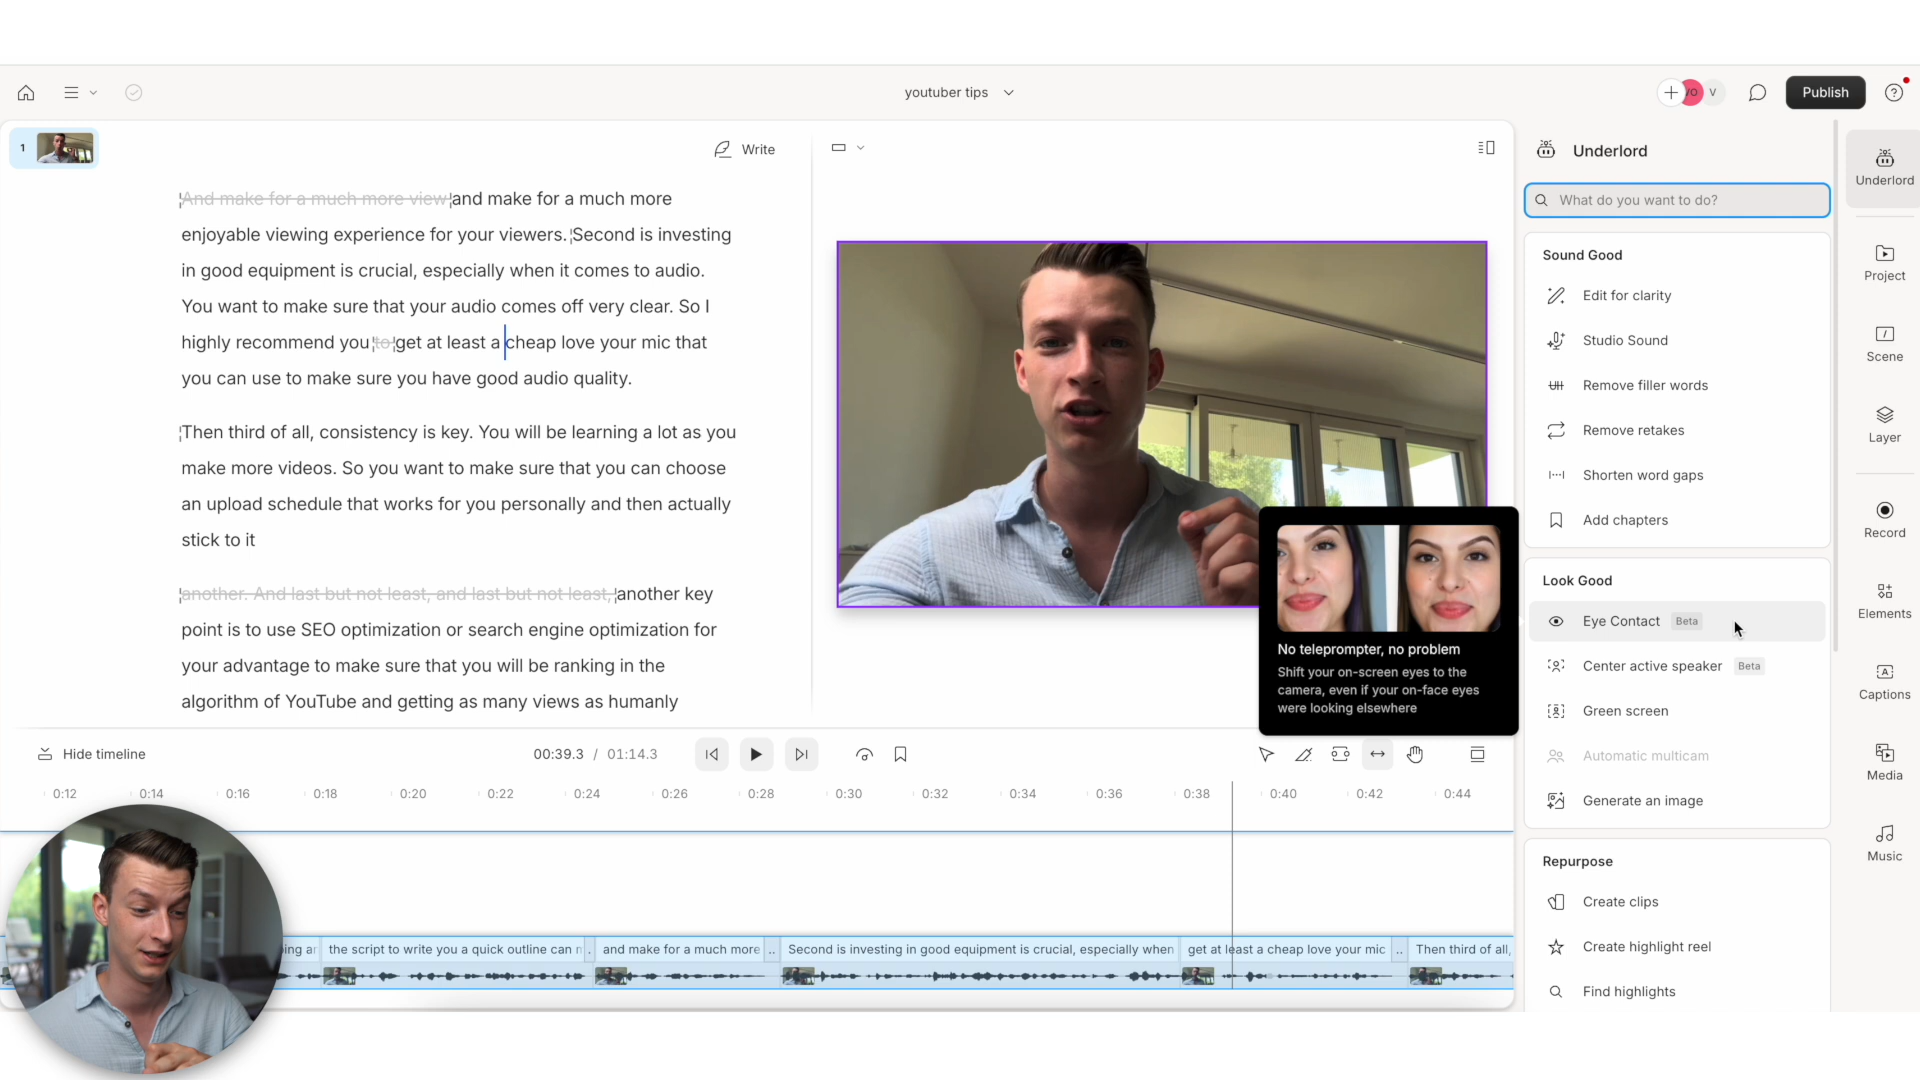 youtuber tips
VO
V
Publish
1
Write
And make for a much more view and make for a much more
enjoyable viewing experience for your viewers. Second is investing
in good equipment is crucial, especially when it comes to audio.
You want to make sure that your audio comes off very clear. So I
highly recommend you to get at least a cheap love your mic that
you can use to make sure you have good audio quality.
Then third of all, consistency is key. You will be learning a lot as you
make more videos. So you want to make sure that you can choose
an upload schedule that works for you personally and then actually
stick to it
another. And last but not least, and last but not least, another key
point is to use SEO optimization or search engine optimization for
your advantage to make sure that you will be ranking in the
algorithm of YouTube and getting as many views as humanly
No teleprompter, no problem
Shift your on-screen eyes to the
camera, even if your on-face eyes
were looking elsewhere
Underlord
What do you want to do?
Sound Good
Edit for clarity
Studio Sound
Remove filler words
Remove retakes
Shorten word gaps
Add chapters
Look Good
Eye Contact Beta
Center active speaker Beta
Green screen
Automatic multicam
Generate an image
Repurpose
Create clips
Create highlight reel
Find highlights
Underlord
Project
Scene
Layer
Record
Elements
Captions
Media
Music
Hide timeline
00:39.3 / 01:14.3
0:12 0:14 0:16 0:18 0:20 0:22 0:24 0:26 0:28 0:30 0:32 0:34 0:36 0:38 0:40 0:42 0:44
the script to write you a quick outline can . and make for a much more .. Second is investing in good equipment is crucial, especially when get at least a cheap love your mic .. Then third of all,